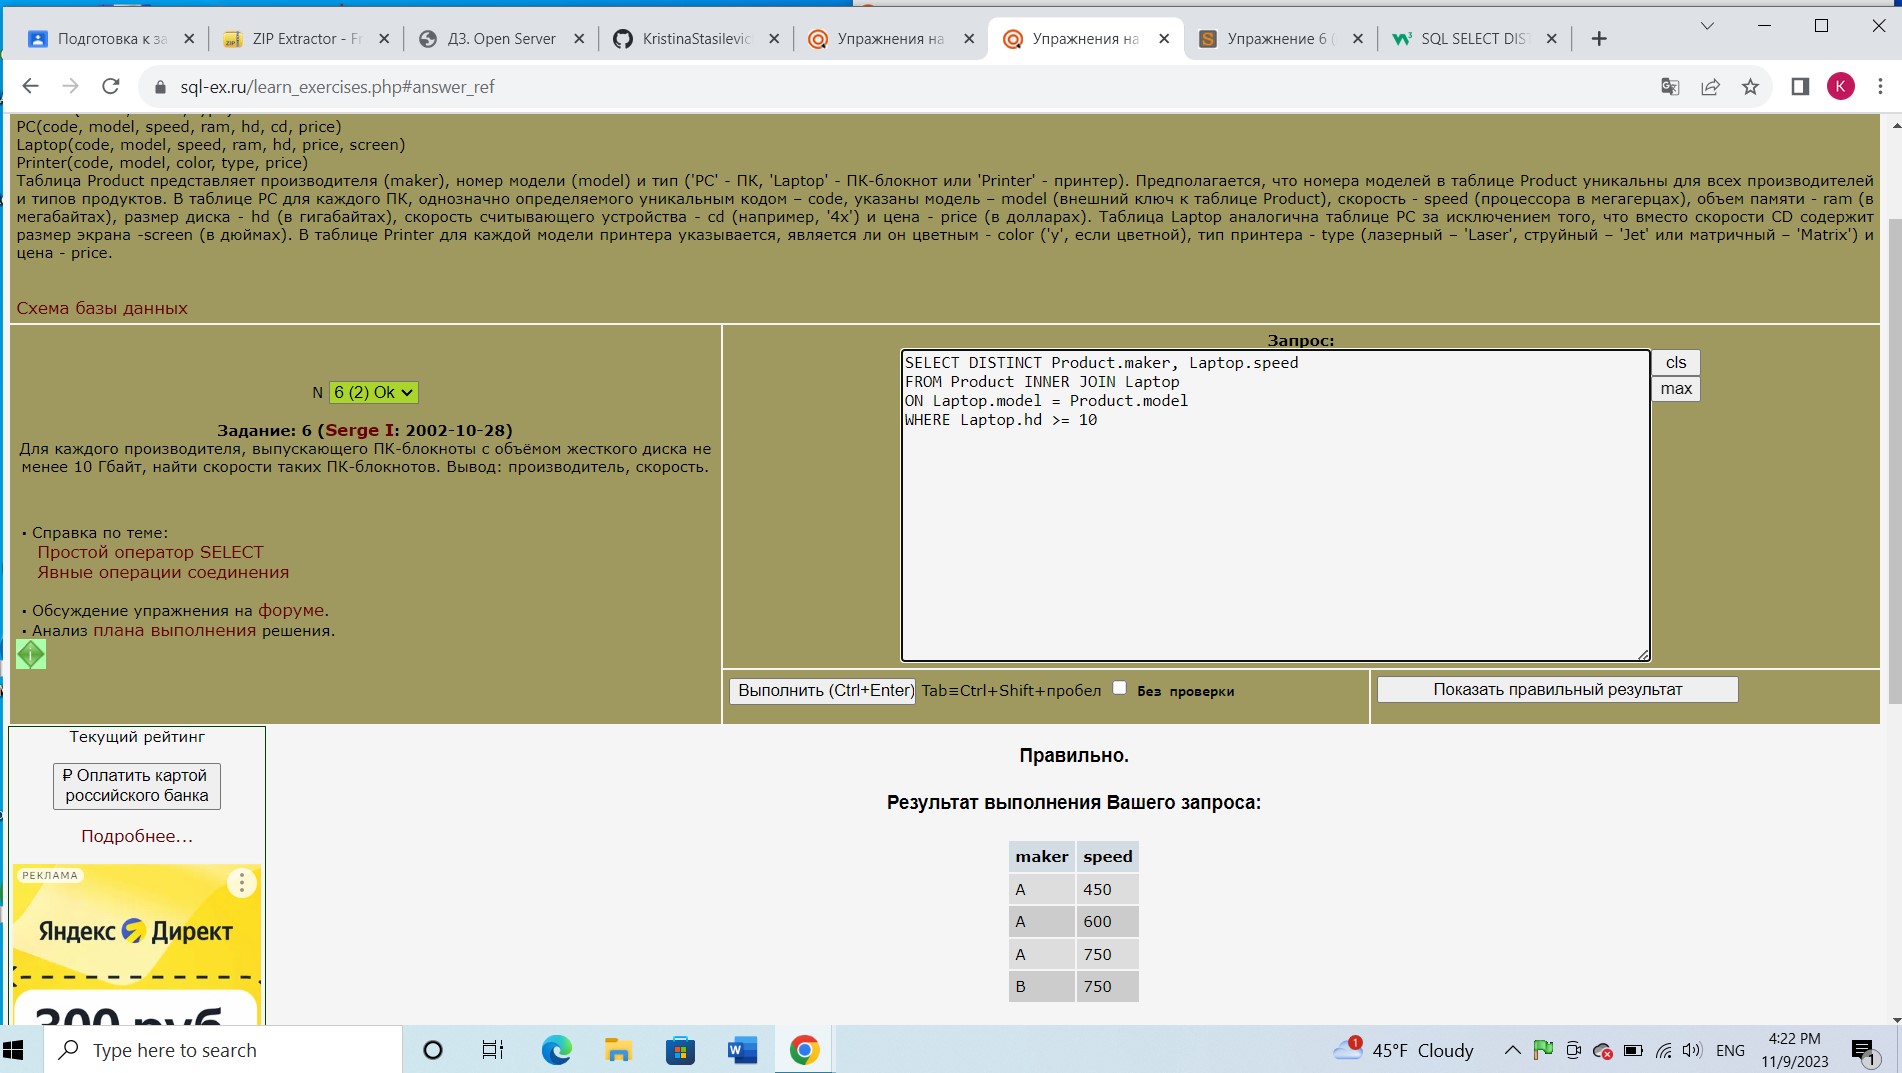 Подготовка к за
ZIP Extractor - Fr
ДЗ. Open Server
KristinaStasilevic
Упражнения на
Упражнения на
Упражнение 6 (
SQL SELECT DIST
sql-ex.ru/learn_exercises.php#answer_ref
K
PC(code, model, speed, ram, hd, cd, price)
Laptop(code, model, speed, ram, hd, price, screen)
Printer(code, model, color, type, price)
Таблица Product представляет производителя (maker), номер модели (model) и тип ('PC' - ПК, 'Laptop' - ПК-блокнот или 'Printer' - принтер). Предполагается, что номера моделей в таблице Product уникальны для всех производителей
и типов продуктов. В таблице PC для каждого ПК, однозначно определяемого уникальным кодом – code, указаны модель – model (внешний ключ к таблице Product), скорость - speed (процессора в мегагерцах), объем памяти - ram (в
мегабайтах), размер диска - hd (в гигабайтах), скорость считывающего устройства - cd (например, '4x') и цена - price (в долларах). Таблица Laptop аналогична таблице PC за исключением того, что вместо скорости CD содержит
размер экрана -screen (в дюймах). В таблице Printer для каждой модели принтера указывается, является ли он цветным - color ('y', если цветной), тип принтера - type (лазерный – 'Laser', струйный – 'Jet' или матричный – 'Matrix') и
цена - price.
Схема базы данных
N 6 (2) Ok
Задание: 6 (Serge I: 2002-10-28)
Для каждого производителя, выпускающего ПК-блокноты c объёмом жесткого диска не
менее 10 Гбайт, найти скорости таких ПК-блокнотов. Вывод: производитель, скорость.
· Справка по теме:
Простой оператор SELECT
Явные операции соединения
· Обсуждение упражнения на форуме.
· Анализ плана выполнения решения.
Запрос:
SELECT DISTINCT Product.maker, Laptop.speed
FROM Product INNER JOIN Laptop
ON Laptop.model = Product.model
WHERE Laptop.hd >= 10
cls
max
Выполнить (Ctrl+Enter) Tab≡Ctrl+Shift+пробел Без проверки
Показать правильный результат
Текущий рейтинг
₽ Оплатить картой
российского банка
Подробнее...
РЕКЛАМА
Яндекс Директ
300 руб
Правильно.
Результат выполнения Вашего запроса:
maker speed
A 450
A 600
A 750
B 750
Type here to search
1
45°F Cloudy
ENG
4:22 PM
11/9/2023
1